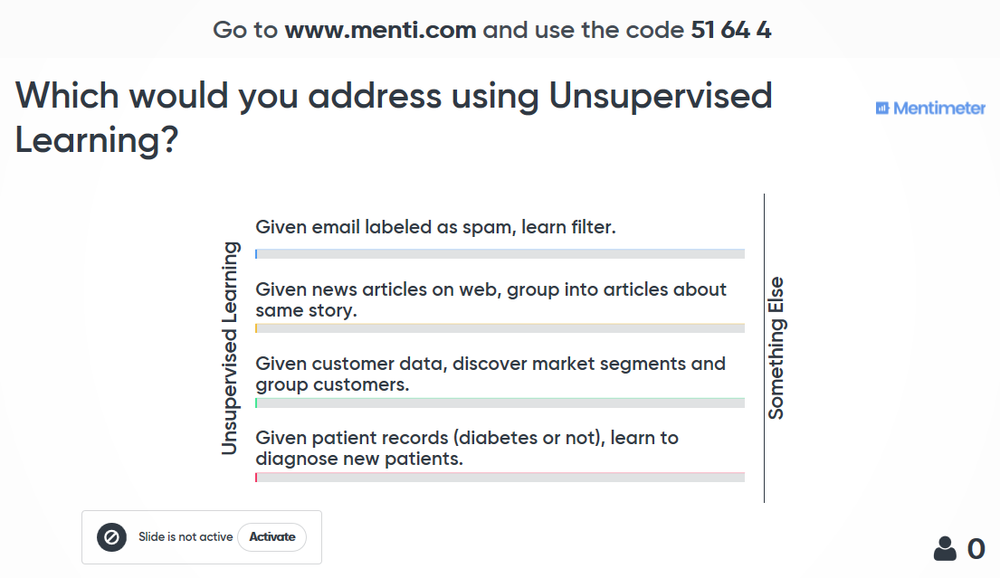 Go to www.menti.com and use the code 51 64 4
Which would you address using Unsupervised
Learning?
Mentimeter
Unsupervised Learning
Given email labeled as spam, learn filter.
Given news articles on web, group into articles about
same story.
Given customer data, discover market segments and
group customers.
Given patient records (diabetes or not), learn to
diagnose new patients.
Something Else
Slide is not active Activate
0